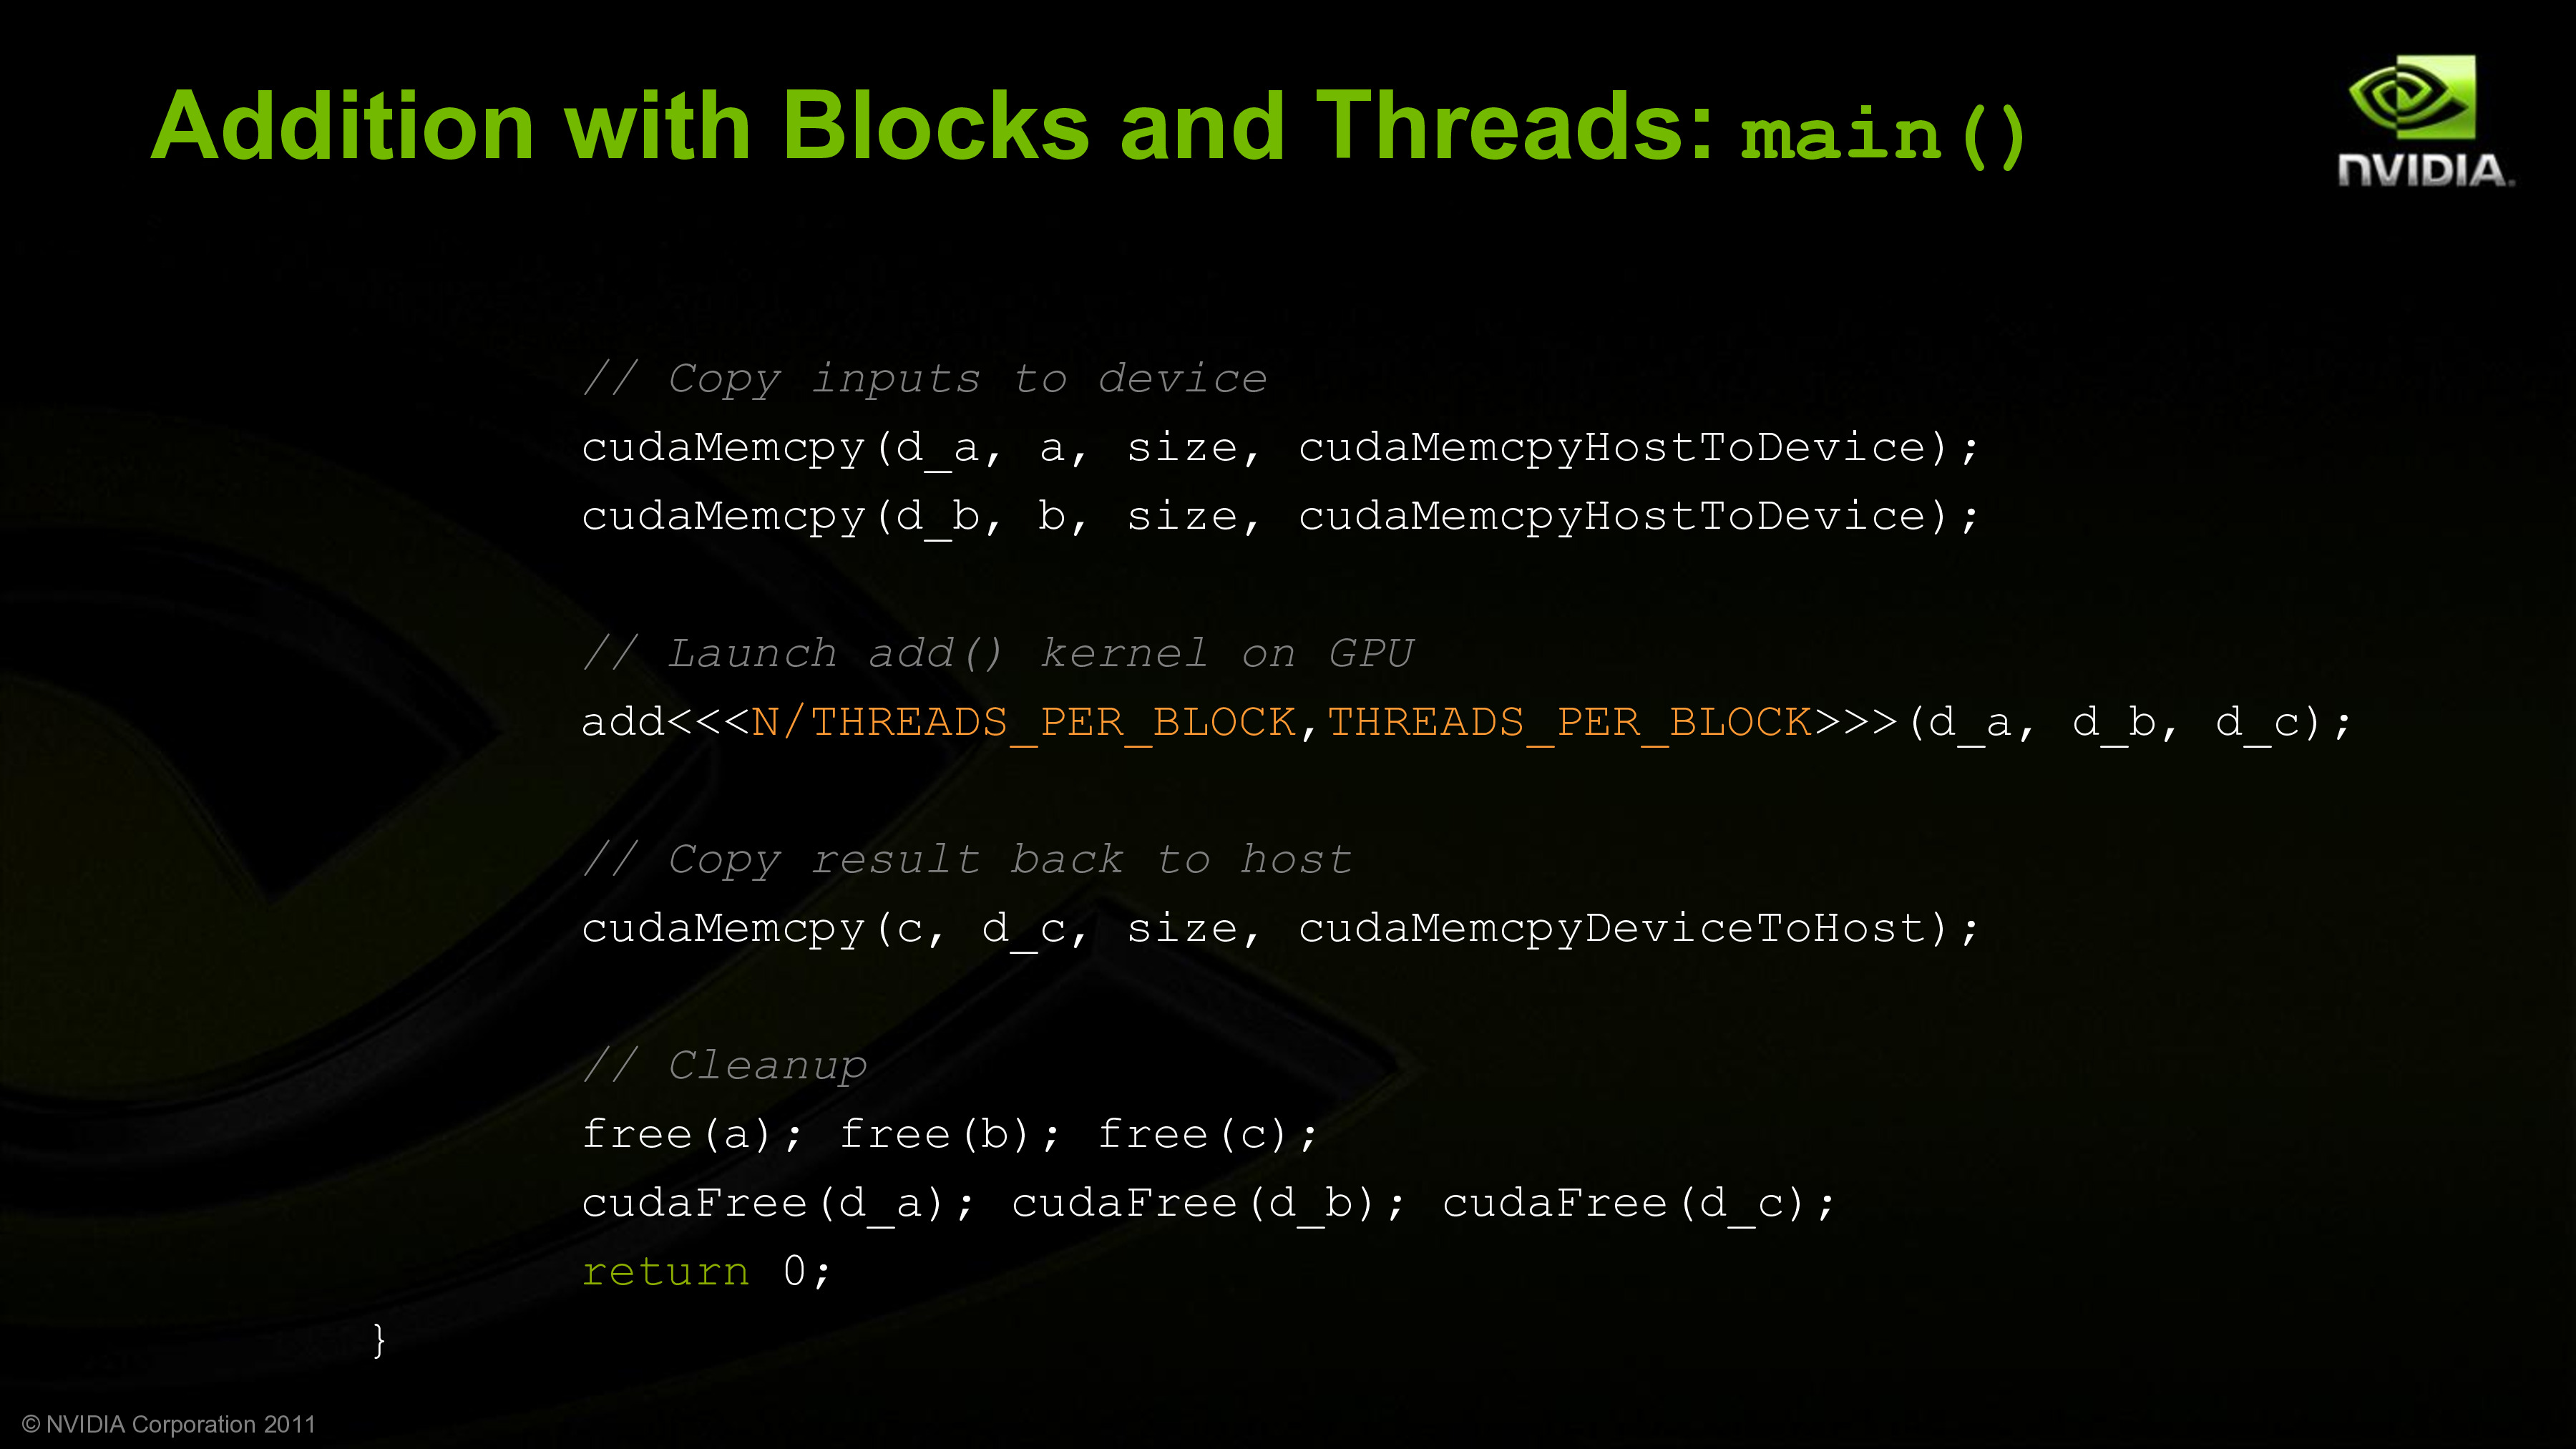 Addition with Blocks and Threads: main()
NVIDIA.
// Copy inputs to device
cudaMemcpy(d_a, a, size, cudaMemcpyHostToDevice);
cudaMemcpy(d_b, b, size, cudaMemcpyHostToDevice);
// Launch add() kernel on GPU
add<<<N/THREADS_PER_BLOCK,THREADS_PER_BLOCK>>>(d_a, d_b, d_c);
// Copy result back to host
cudaMemcpy(c, d_c, size, cudaMemcpyDeviceToHost);
// Cleanup
free(a); free(b); free(c);
cudaFree(d_a); cudaFree(d_b); cudaFree(d_c);
return 0;
}
© NVIDIA Corporation 2011